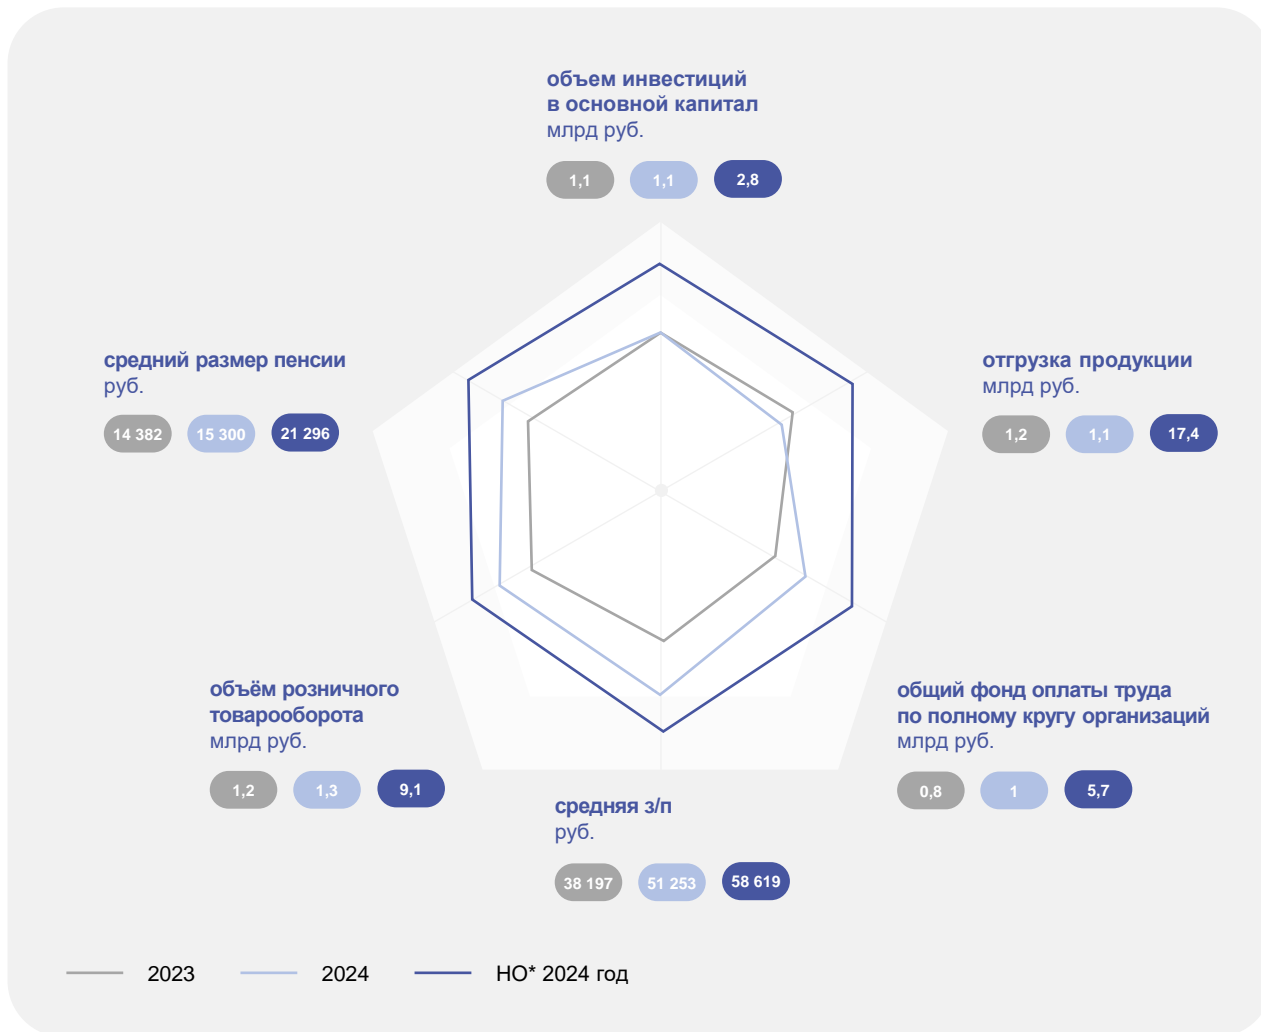 объем инвестиций
в основной капитал
млрд руб.
1,1 1,1 2,8
средний размер пенсии
руб.
14 382 15 300 21 296
отгрузка продукции
млрд руб.
1,2 1,1 17,4
объём розничного
товарооборота
млрд руб.
1,2 1,3 9,1
общий фонд оплаты труда
по полному кругу организаций
млрд руб.
0,8 1 5,7
средняя з/п
руб.
38 197 51 253 58 619
2023 2024 НО* 2024 год